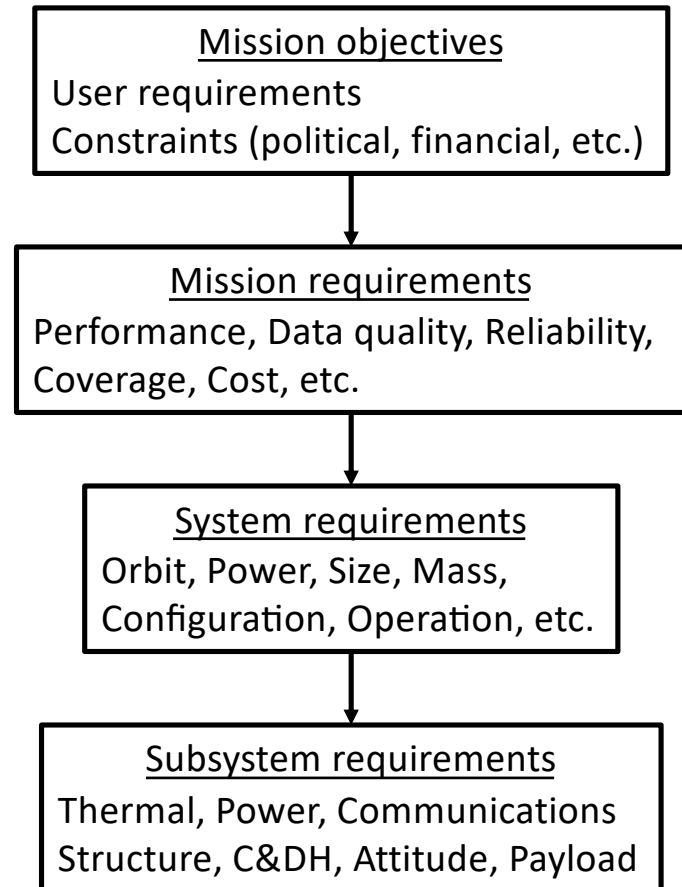 Mission objectives
User requirements
Constraints (political, financial, etc.)
Mission requirements
Performance, Data quality, Reliability,
Coverage, Cost, etc.
System requirements
Orbit, Power, Size, Mass,
Configuration, Operation, etc.
Subsystem requirements
Thermal, Power, Communications
Structure, C&DH, Attitude, Payload